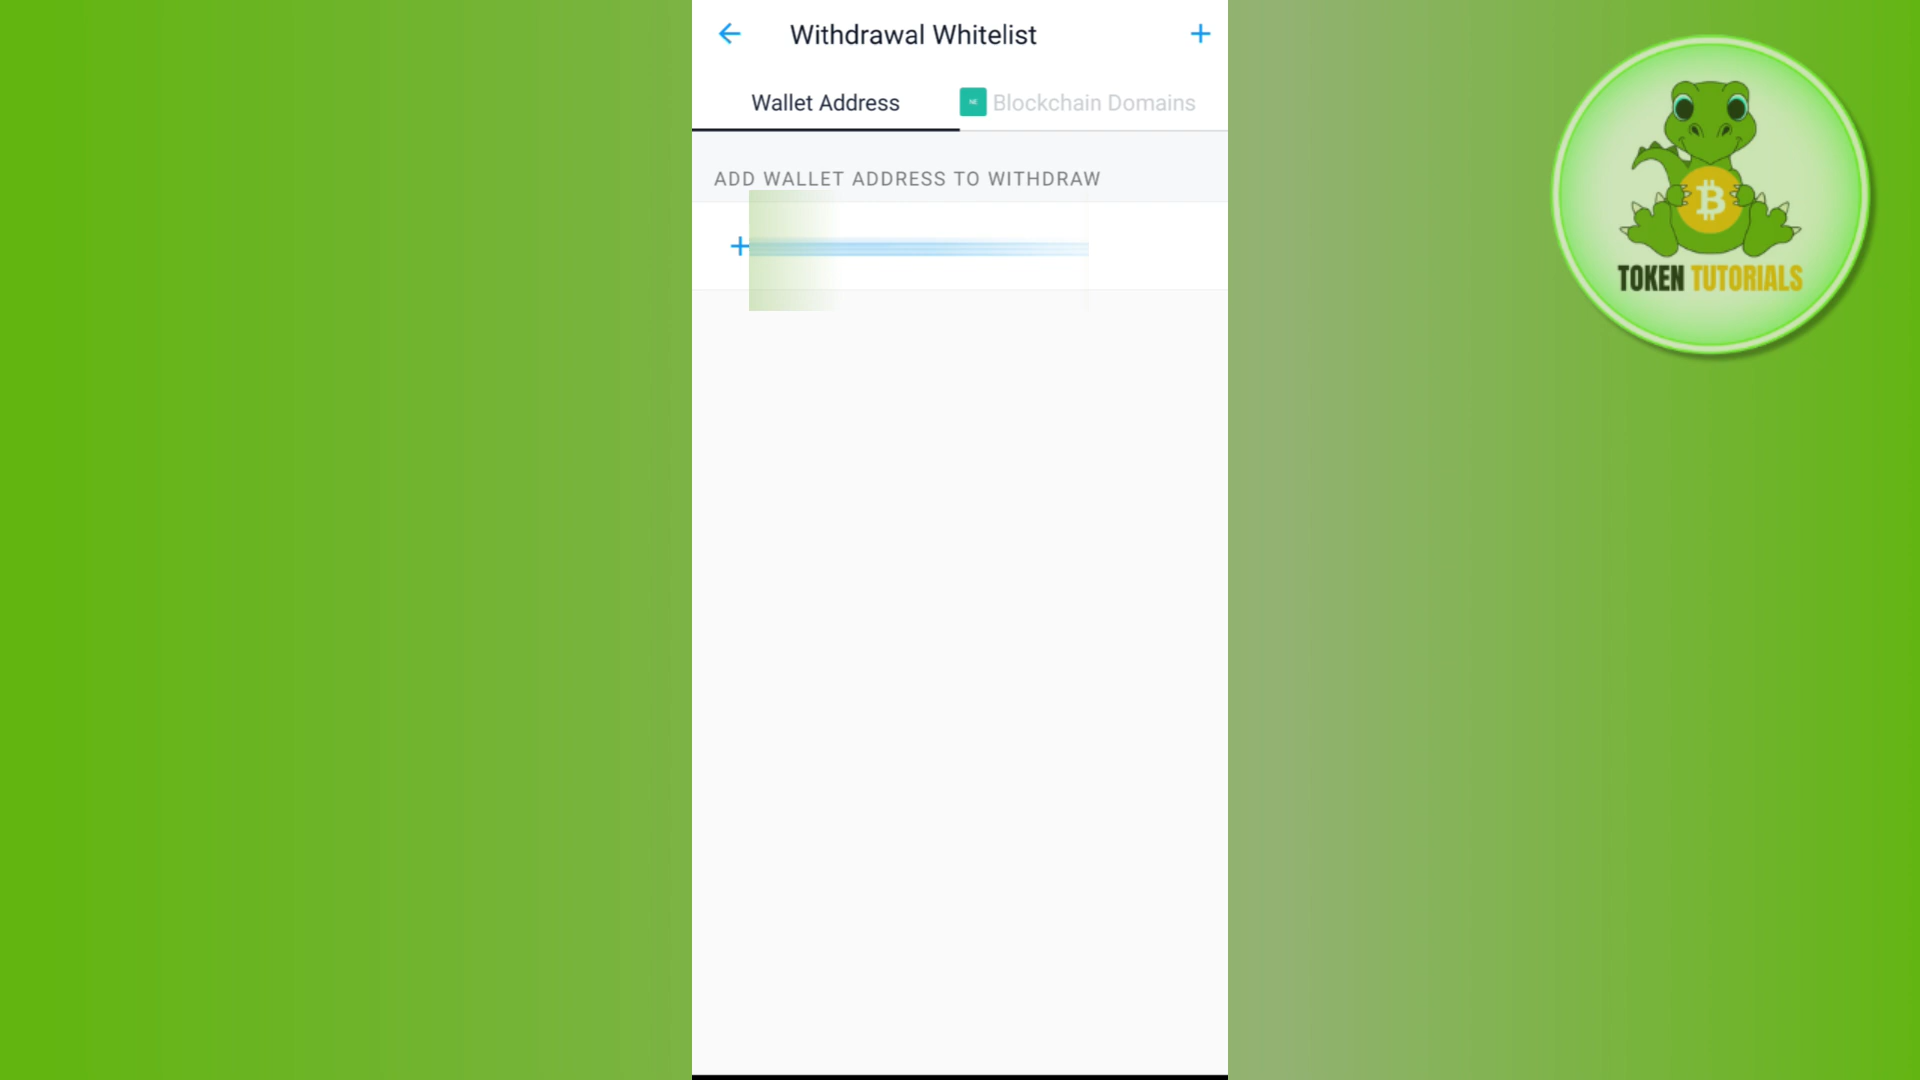 Withdrawal Whitelist
Wallet Address
Blockchain Domains
ADD WALLET ADDRESS TO WITHDRAW
TOKEN TUTORIALS